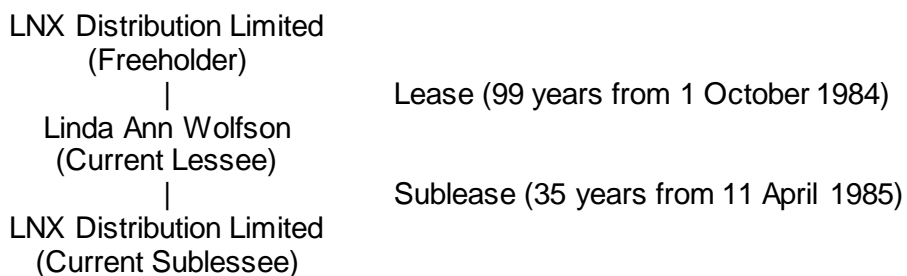 LNX Distribution Limited
(Freeholder)
| Lease (99 years from 1 October 1984)
Linda Ann Wolfson
(Current Lessee)
| Sublease (35 years from 11 April 1985)
LNX Distribution Limited
(Current Sublessee)